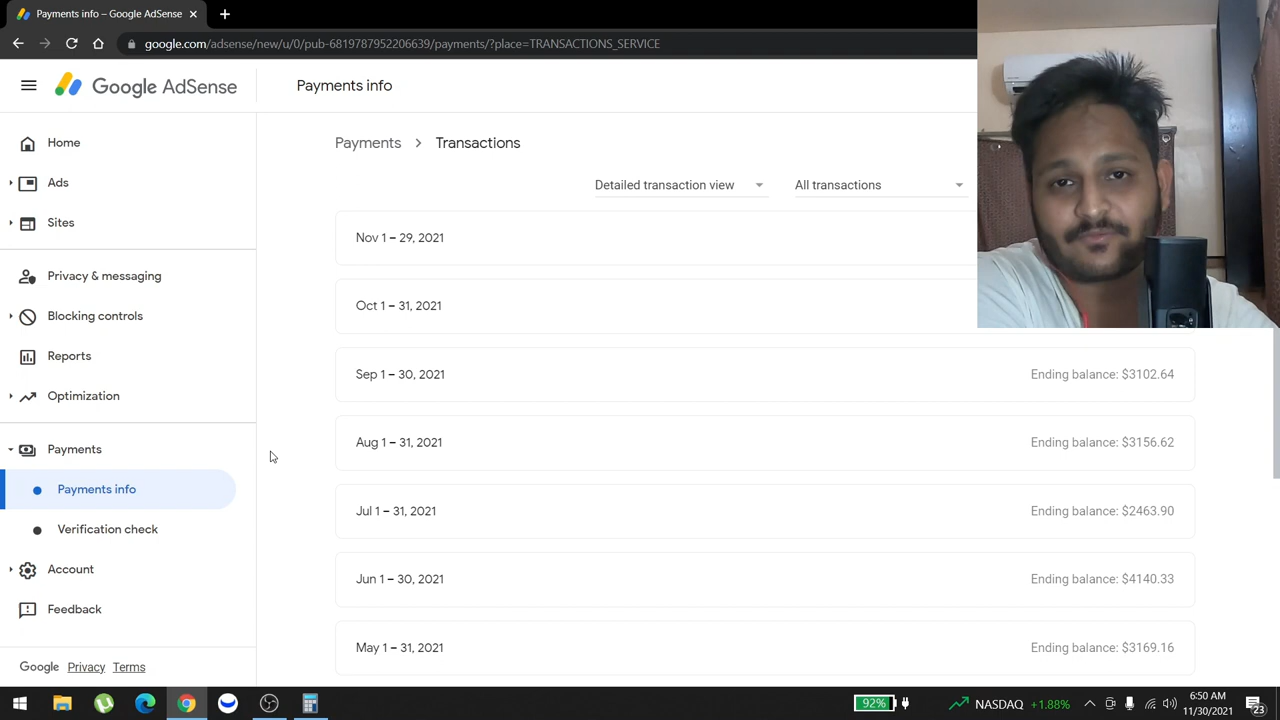 Payments info – Google AdSense
google.com/adsense/new/u/0/pub-6819787952206639/payments/?place=TRANSACTIONS_SERVICE
Google AdSense
Payments info
Home
Ads
Sites
Privacy & messaging
Blocking controls
Reports
Optimization
Payments
Payments info
Verification check
Account
Feedback
Google Privacy Terms
Payments > Transactions
Detailed transaction view All transactions
Nov 1 – 29, 2021
Oct 1 – 31, 2021
Sep 1 – 30, 2021 Ending balance: $3102.64
Aug 1 – 31, 2021 Ending balance: $3156.62
Jul 1 – 31, 2021 Ending balance: $2463.90
Jun 1 – 30, 2021 Ending balance: $4140.33
May 1 – 31, 2021 Ending balance: $3169.16
92% NASDAQ +1.88% 6:50 AM
11/30/2021 23